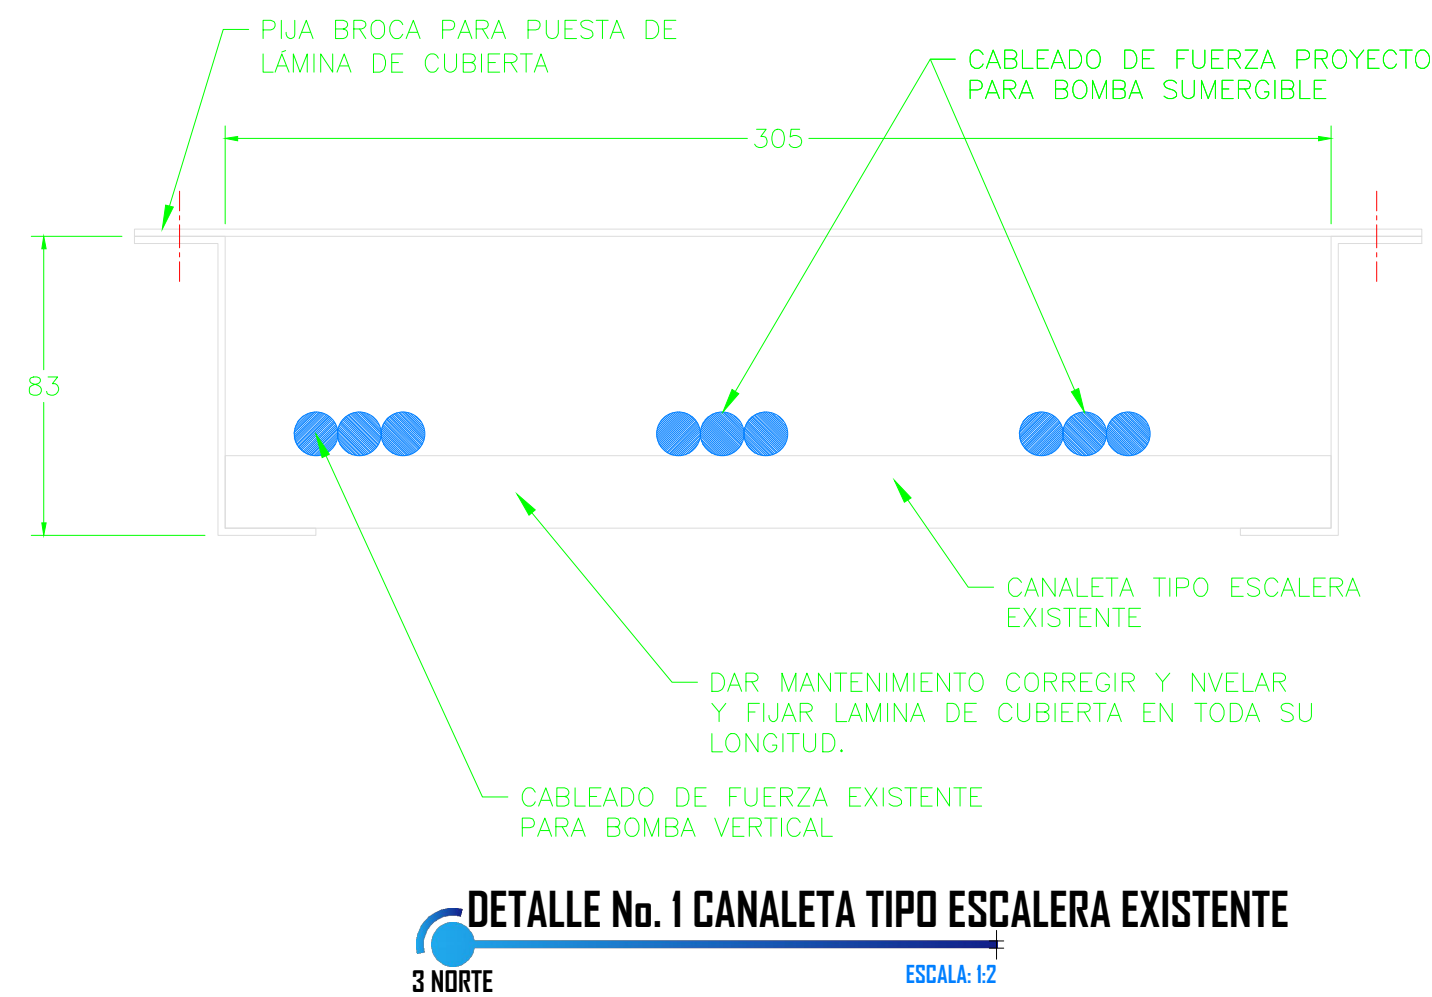 PIJA BROCA PARA PUESTA DE
LÁMINA DE CUBIERTA
CABLEADO DE FUERZA PROYECTO
PARA BOMBA SUMERGIBLE
305
83
CANALETA TIPO ESCALERA
EXISTENTE
DAR MANTENIMIENTO CORREGIR Y NVELAR
Y FIJAR LAMINA DE CUBIERTA EN TODA SU
LONGITUD.
CABLEADO DE FUERZA EXISTENTE
PARA BOMBA VERTICAL
DETALLE No. 1 CANALETA TIPO ESCALERA EXISTENTE
3 NORTE
ESCALA: 1:2